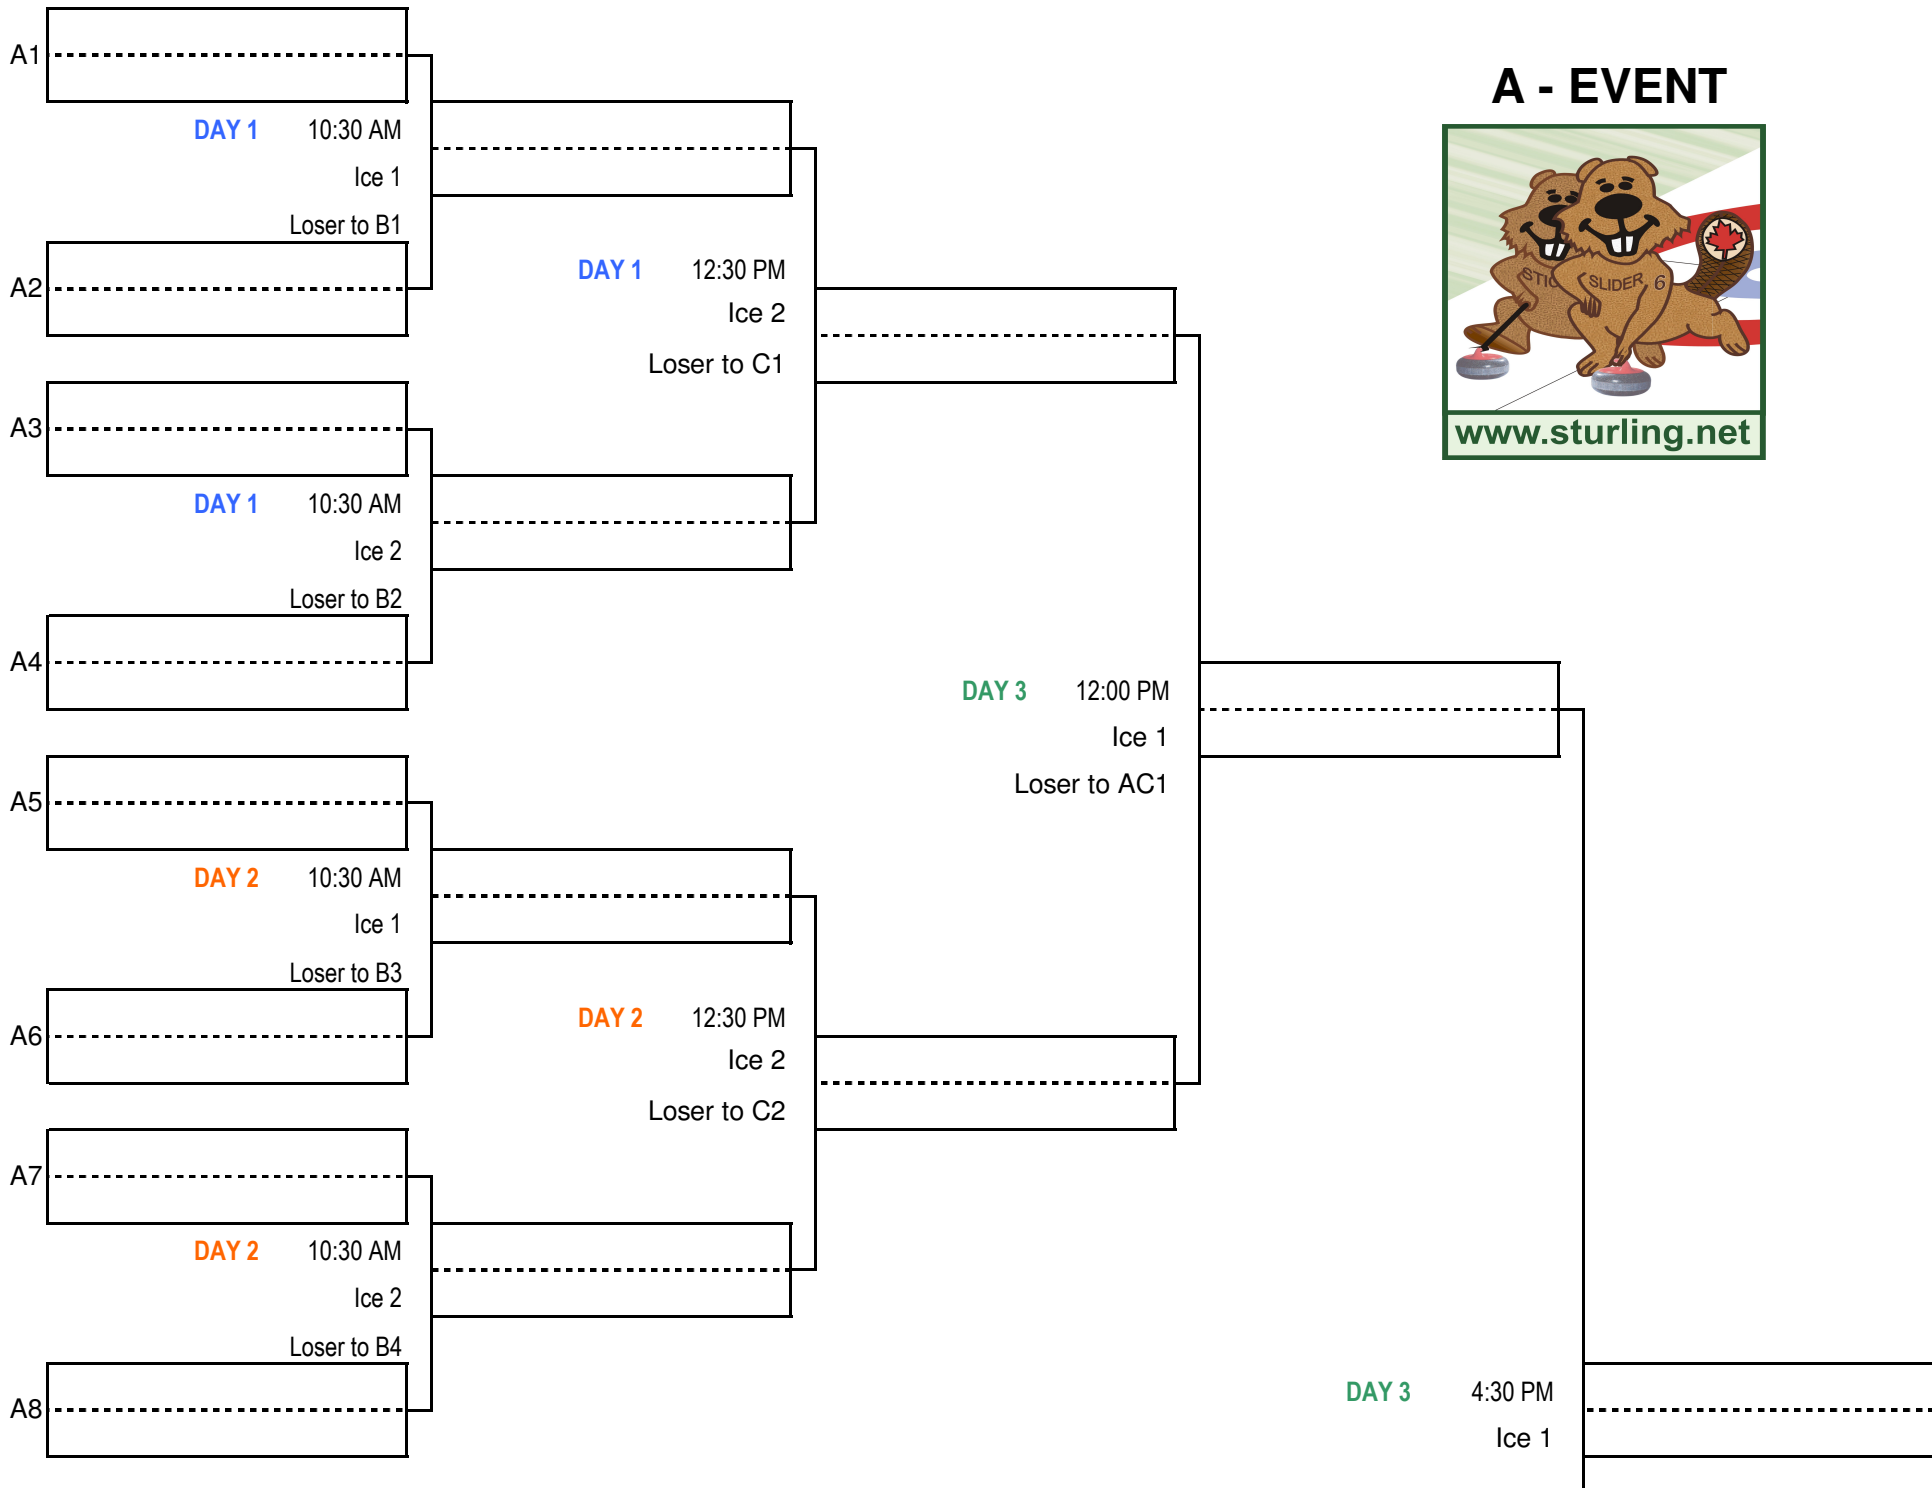 A - EVENT
A1
DAY 1 10:30 AM
Ice 1
Loser to B1
A2
DAY 1 12:30 PM
Ice 2
Loser to C1
A3
DAY 1 10:30 AM
Ice 2
Loser to B2
A4
DAY 3 12:00 PM
Ice 1
Loser to AC1
A5
DAY 2 10:30 AM
Ice 1
Loser to B3
A6
DAY 2 12:30 PM
Ice 2
Loser to C2
A7
DAY 2 10:30 AM
Ice 2
Loser to B4
A8
DAY 3 4:30 PM
Ice 1
STIC
SLIDER 6
www.sturling.net